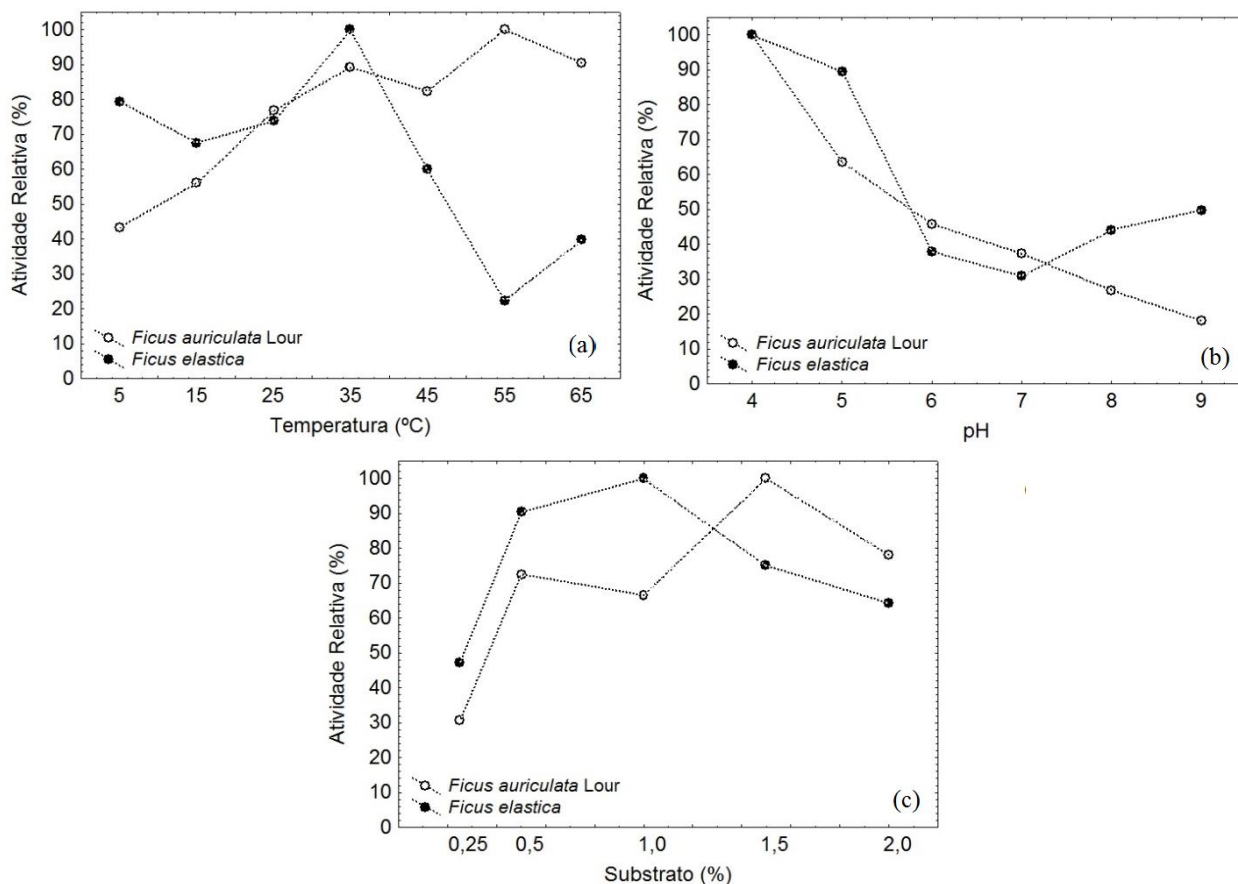 Atividade Relativa (%)
100
90
80
70
60
50
40
30
20
10
0
Ficus auriculata Lour
Ficus elastica
(a)
5 15 25 35 45 55 65
Temperatura (ºC)
Atividade Relativa (%)
100
90
80
70
60
50
40
30
20
10
0
Ficus auriculata Lour
Ficus elastica
(b)
4 5 6 7 8 9
pH
Atividade Relativa (%)
100
90
80
70
60
50
40
30
20
10
0
Ficus auriculata Lour
Ficus elastica
(c)
0,25 0,5 1,0 1,5 2,0
Substrato (%)